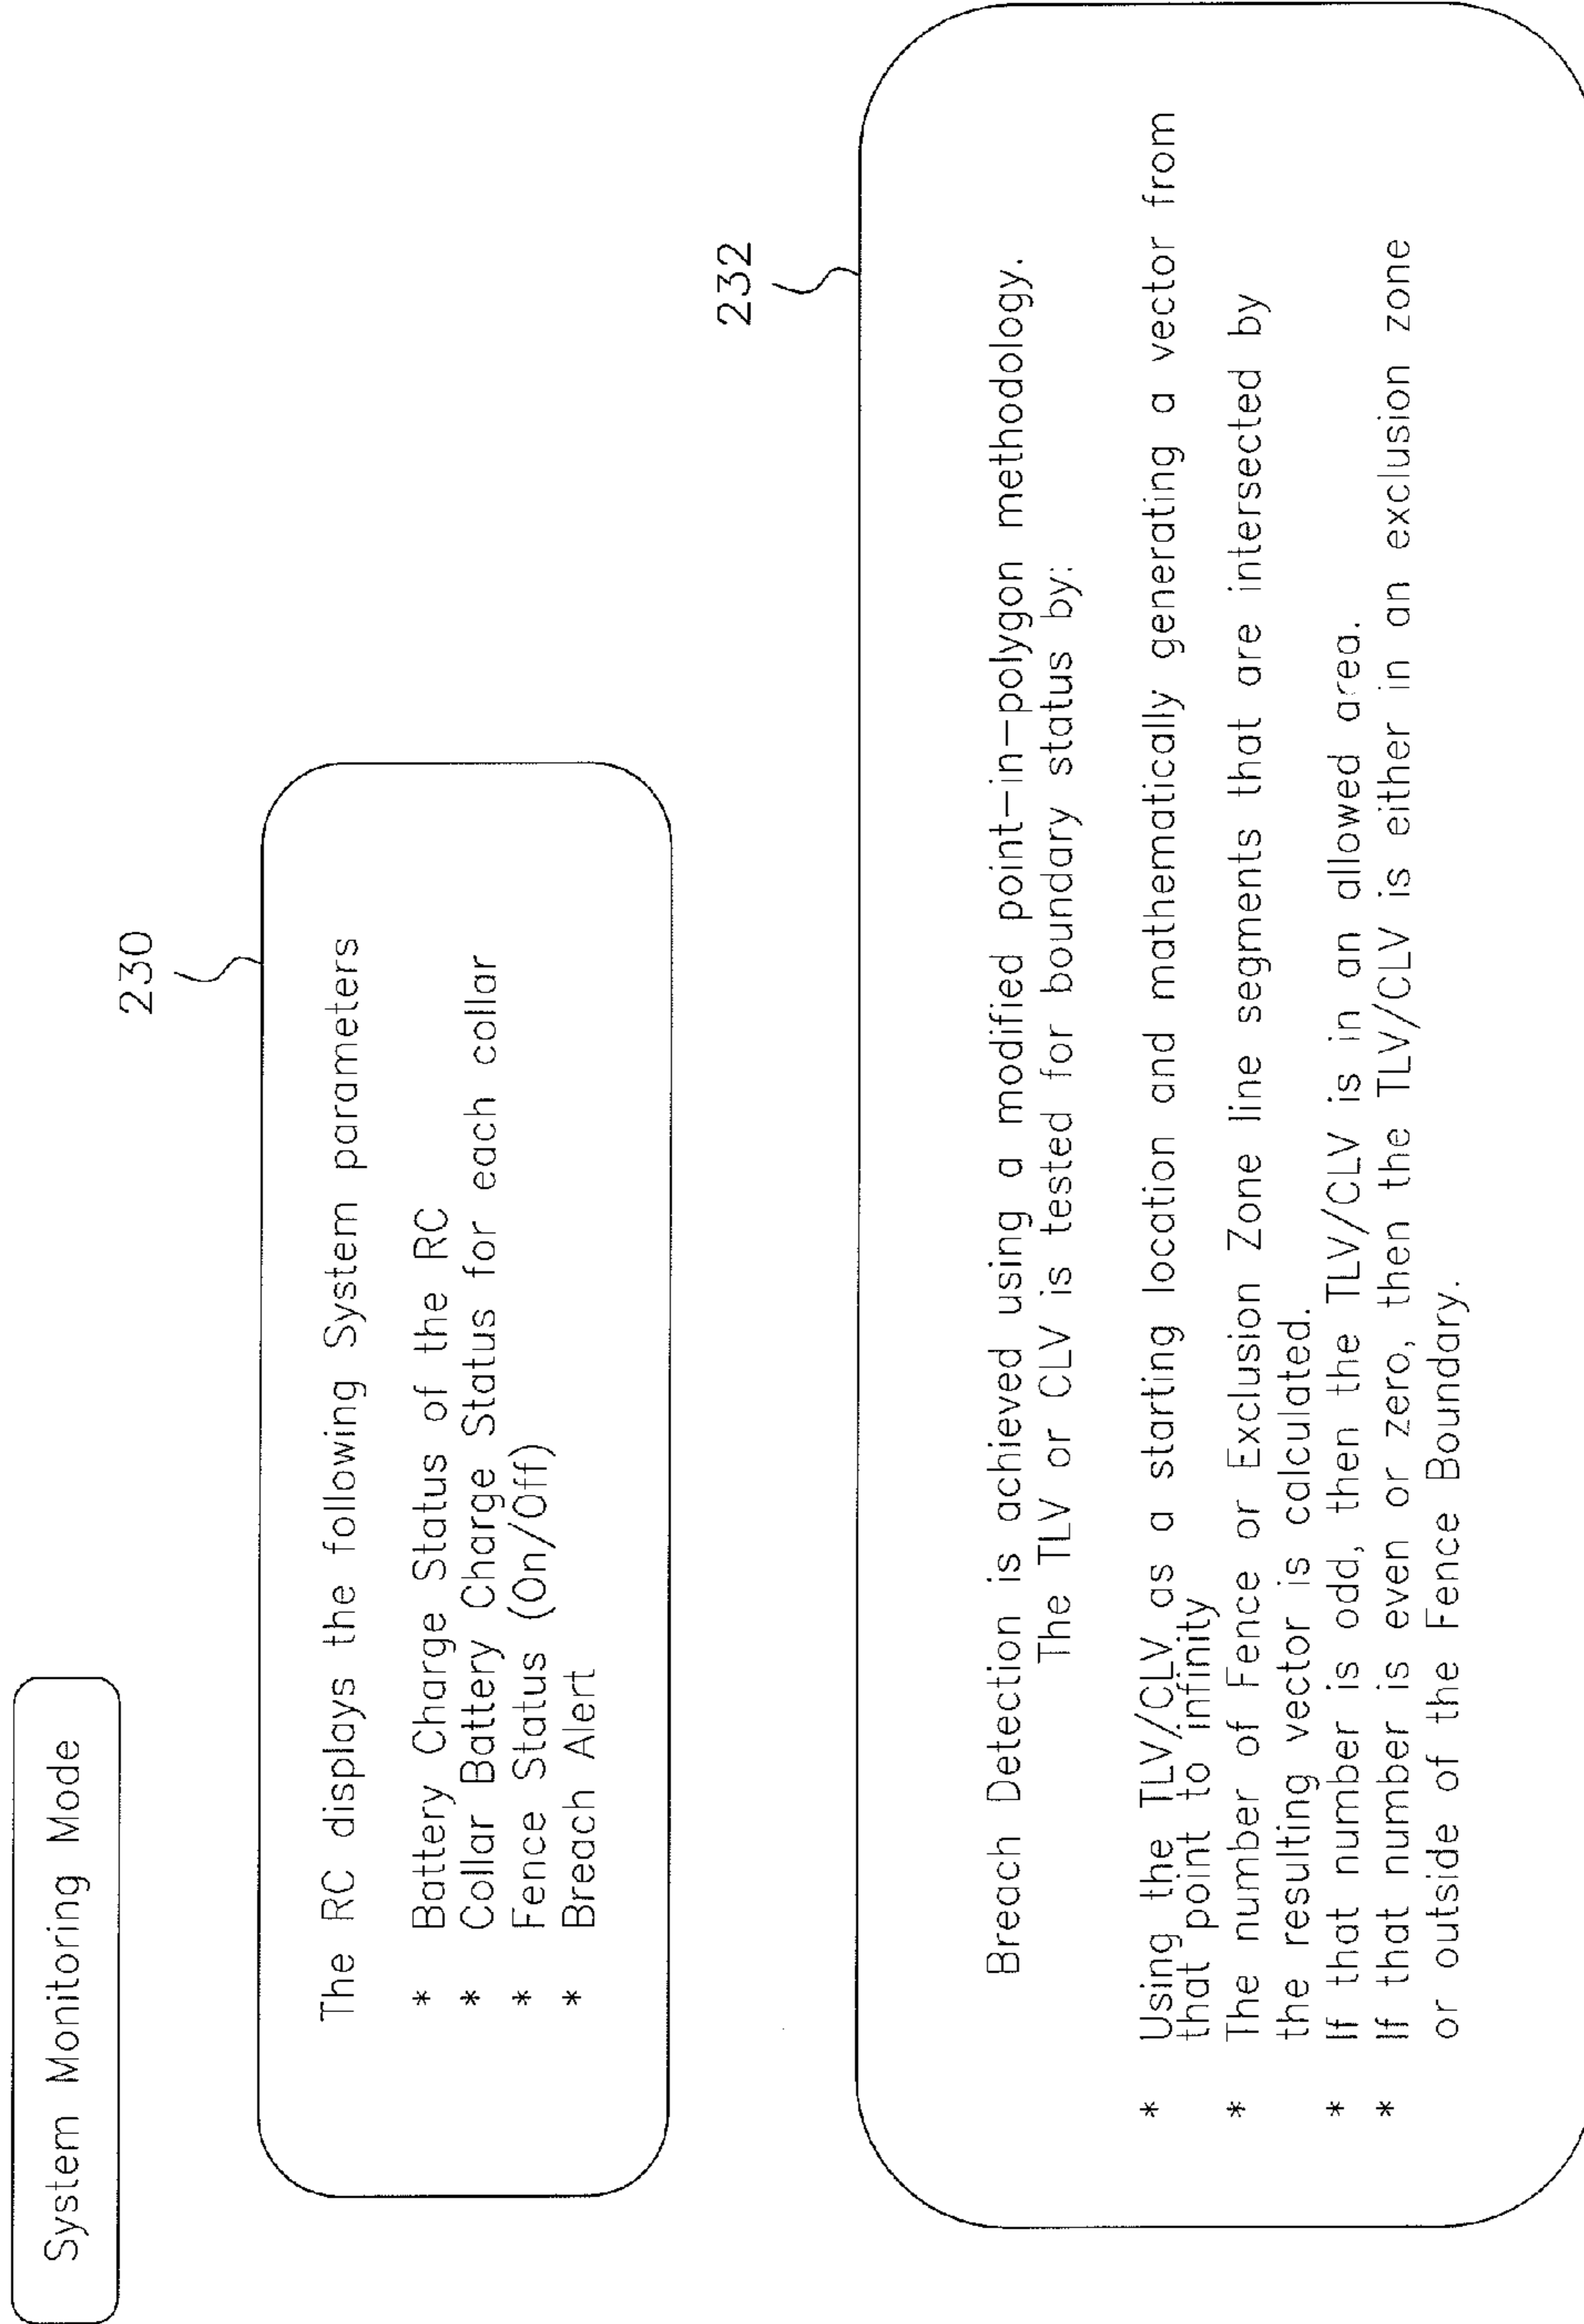 System Monitoring Mode
230
The RC displays the following System parameters
* Battery Charge Status of the RC
* Collar Battery Charge Status for each collar
* Fence Status (On/Off)
* Breach Alert
232
Breach Detection is achieved using a modified point-in-polygon methodology.
The TLV or CLV is tested for boundary status by:
* Using the TLV/CLV as a starting location and mathematically generating a vector from
that point to infinity
* The number of Fence or Exclusion Zone line segments that are intersected by
the resulting vector is calculated.
* If that number is odd, then the TLV/CLV is in an allowed area.
* If that number is even or zero, then the TLV/CLV is either in an exclusion zone
or outside of the Fence Boundary.